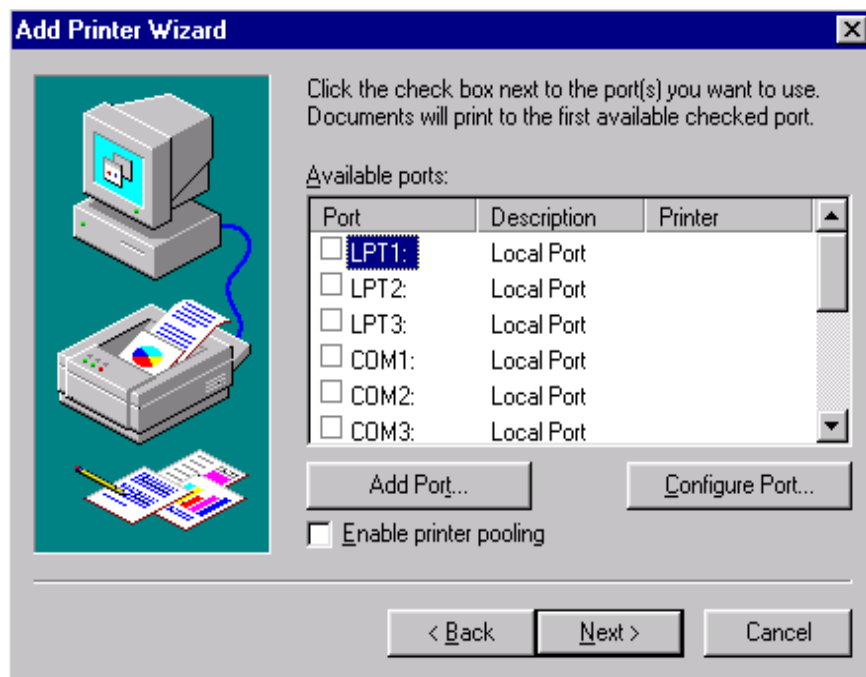 Add Printer Wizard
Click the check box next to the port(s) you want to use.
Documents will print to the first available checked port.
Available ports:
Port Description Printer
LPT1: Local Port
LPT2: Local Port
LPT3: Local Port
COM1: Local Port
COM2: Local Port
COM3: Local Port
Add Port... Configure Port...
Enable printer pooling
< Back Next > Cancel